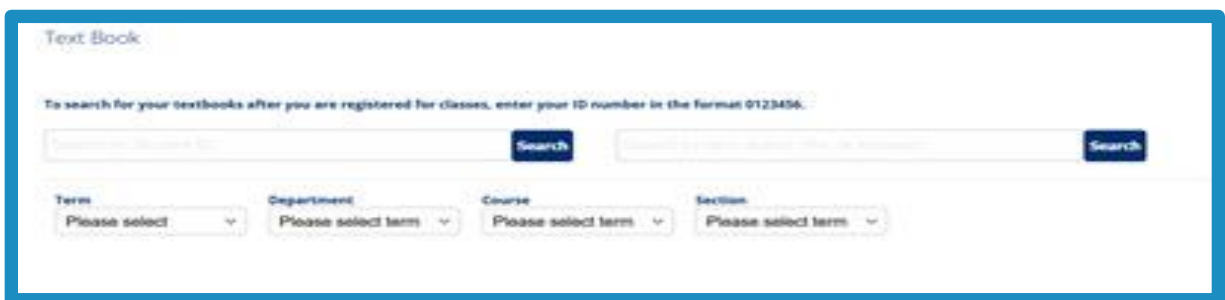 Text Book
To search for your textbooks after you are registered for classes, enter your ID number in the format 0123456.
Search Search
Term Department Course Section
Please select Please select term Please select term Please select term